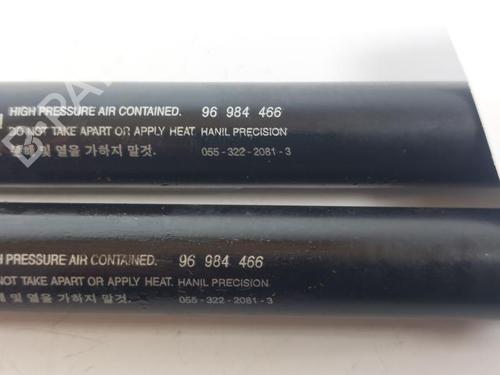 HIGH PRESSURE AIR CONTAINED. 96 984 466
DO NOT TAKE APART OR APPLY HEAT HANIL PRECISION
및 열을 가하지 말것. 055-322-2081-3
PRESSURE AIR CONTAINED. 96 984 466
NOT TAKE APART OR APPLY HEAT. HANIL PRECISION
및 열을 가하지 말것. 055-322-2081-3